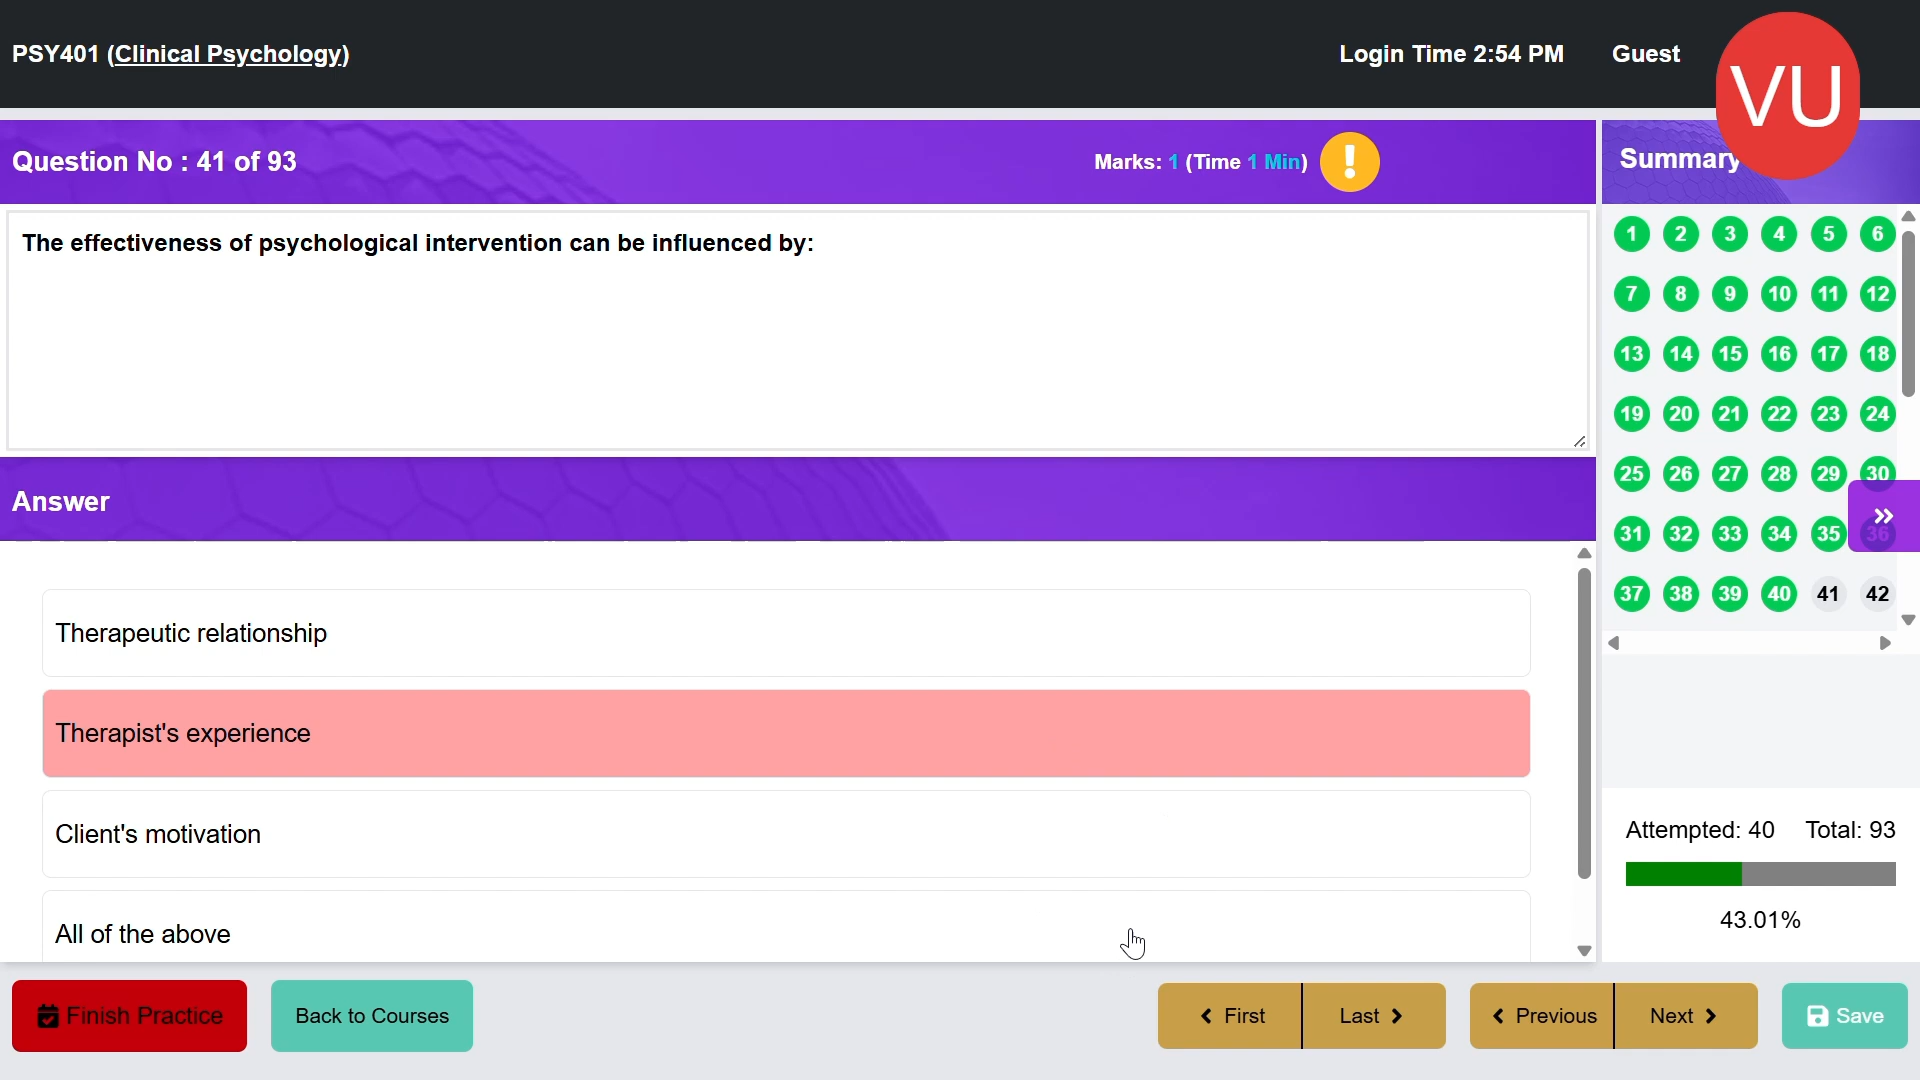 PSY401 (Clinical Psychology)
Login Time 2:54 PM
Guest
VU
Question No : 41 of 93
Marks: 1 (Time 1 Min)
Summary
The effectiveness of psychological intervention can be influenced by:
1 2 3 4 5 6
7 8 9 10 11 12
13 14 15 16 17 18
19 20 21 22 23 24
25 26 27 28 29 30
31 32 33 34 35 36
37 38 39 40 41 42
Answer
Therapeutic relationship
Therapist's experience
Client's motivation
All of the above
Attempted: 40 Total: 93
43.01%
Finish Practice
Back to Courses
First
Last
Previous
Next
Save